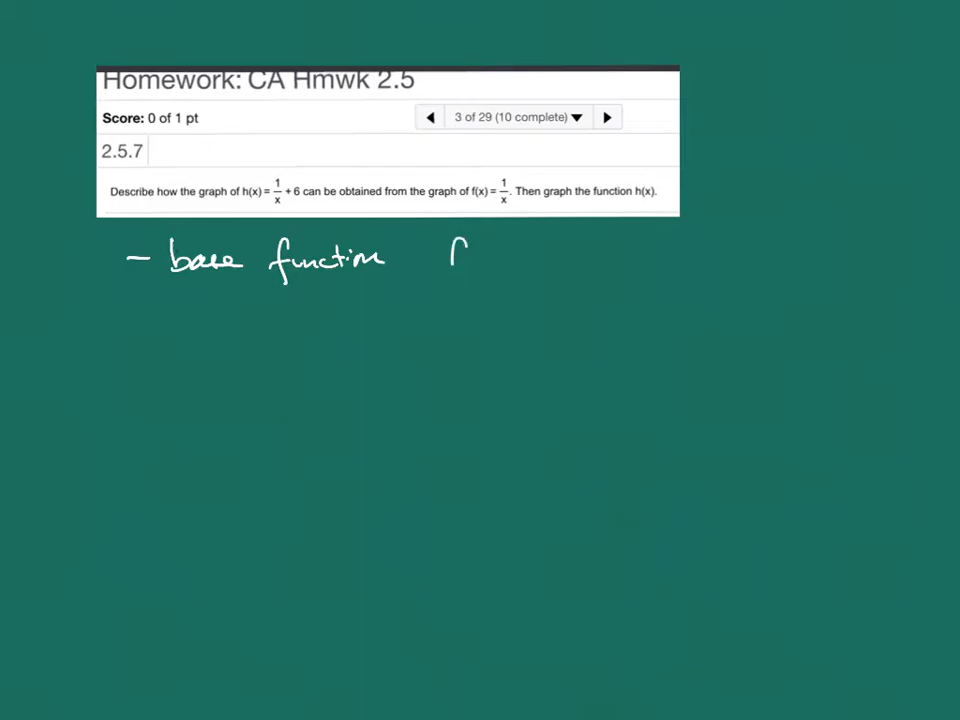 Homework: CA Hmwk 2.5
Score: 0 of 1 pt
3 of 29 (10 complete)
2.5.7
Describe how the graph of h(x) = 1/x + 6 can be obtained from the graph of f(x) = 1/x. Then graph the function h(x).
- base function